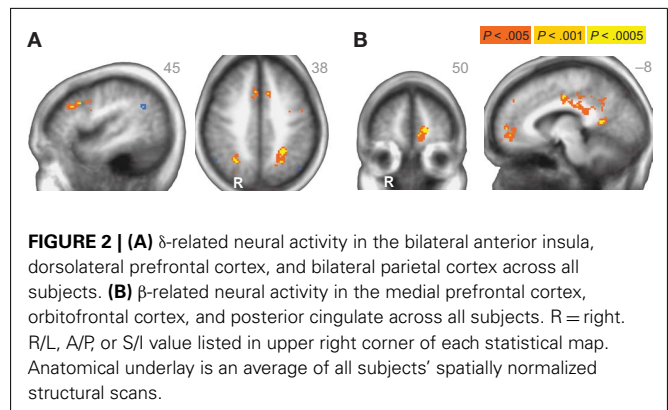 A
B
P < .005 P < .001 P < .0005
45
38
50
–8
R
R
FIGURE 2 | (A) δ-related neural activity in the bilateral anterior insula,
dorsolateral prefrontal cortex, and bilateral parietal cortex across all
subjects. (B) β-related neural activity in the medial prefrontal cortex,
orbitofrontal cortex, and posterior cingulate across all subjects. R = right.
R/L, A/P, or S/I value listed in upper right corner of each statistical map.
Anatomical underlay is an average of all subjects' spatially normalized
structural scans.